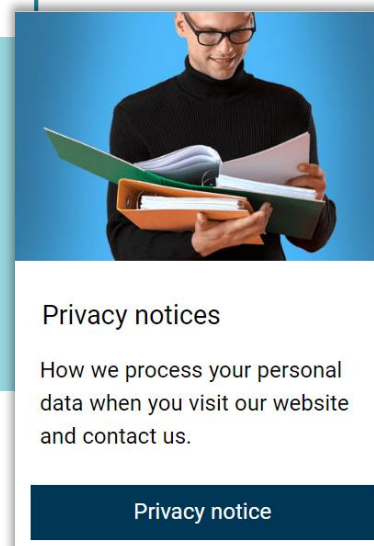 Privacy notices
How we process your personal
data when you visit our website
and contact us.
Privacy notice